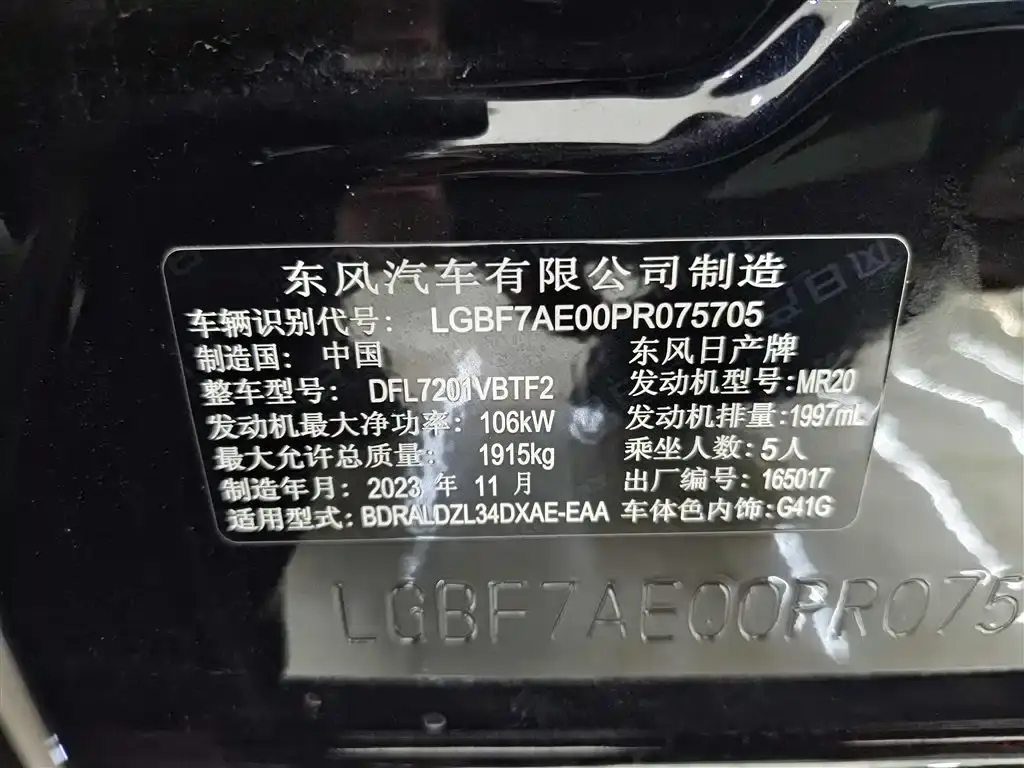 东风汽车有限公司制造
车辆识别代号: LGBF7AE00PR075705
制造国: 中国 东风日产牌
整车型号: DFL7201VBTF2 发动机型号:MR20
发动机最大净功率: 106kW 发动机排量:1997mL
最大允许总质量: 1915kg 乘坐人数:5人
制造年月: 2023 年 11 月 出厂编号:165017
适用型式: BDRALDZL34DXAE-EAA 车体色内饰:G41G
LGBF7AE00PR075